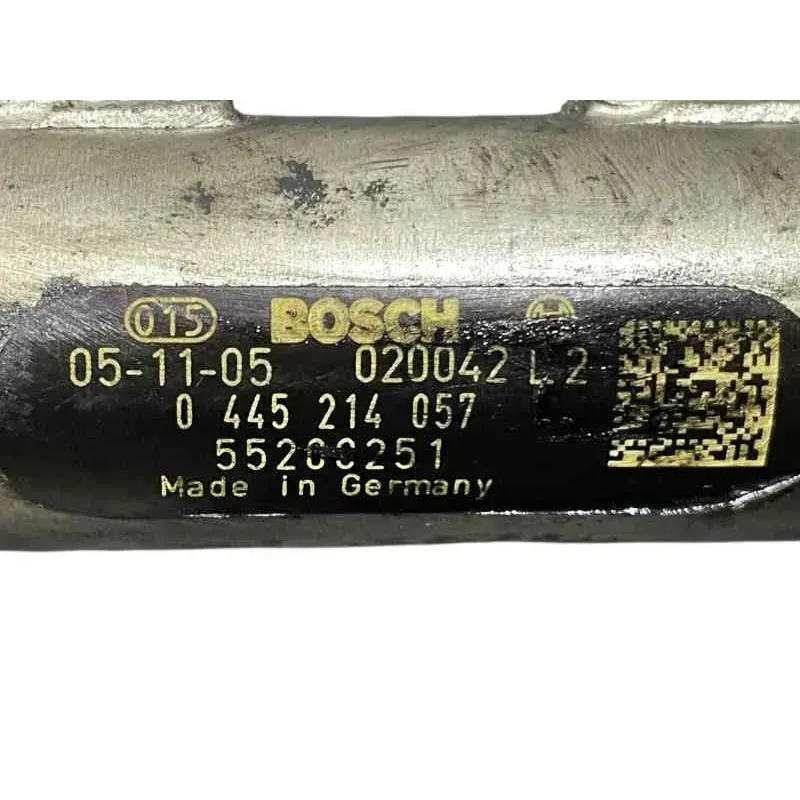 015 BOSCH
05-11-05 020042 L2
0 445 214 057
55200251
Made in Germany